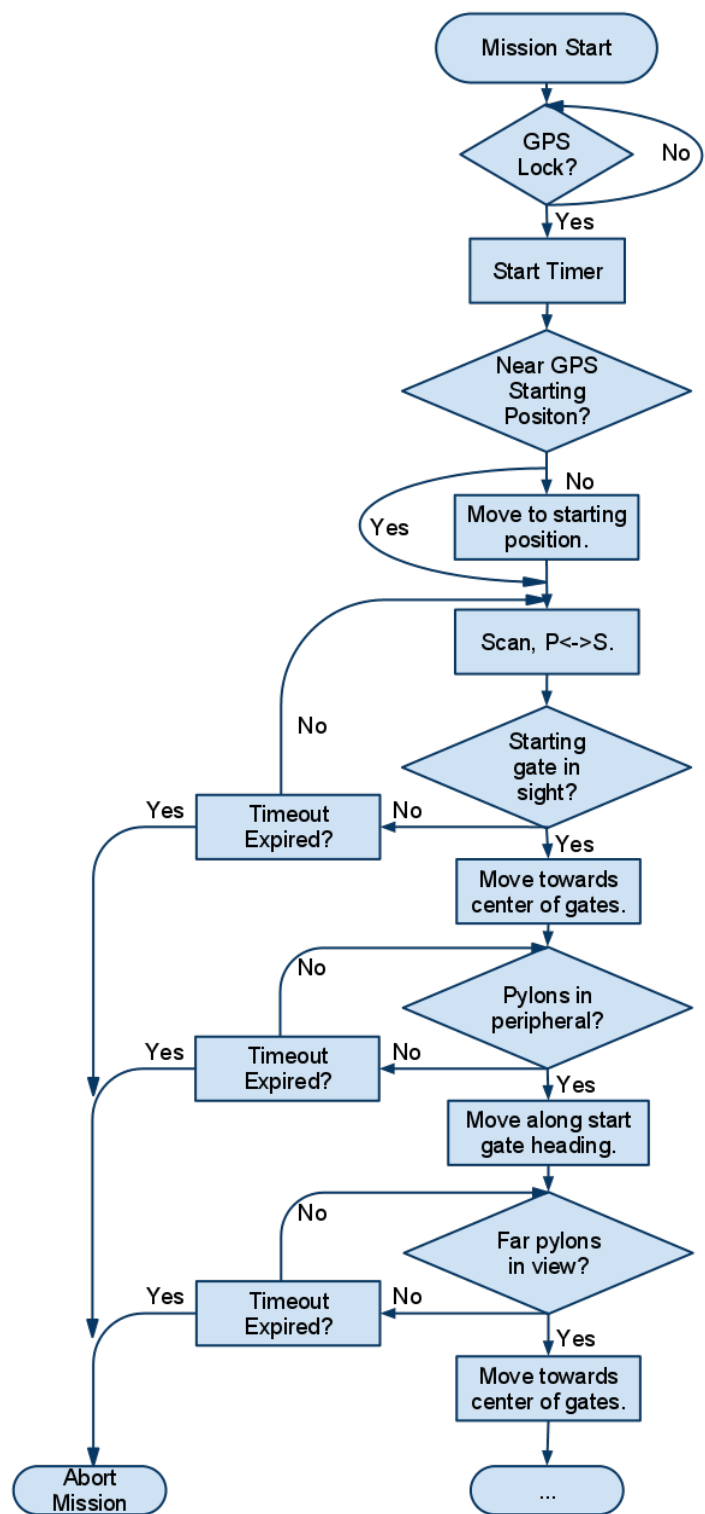 Mission Start
GPS
Lock?
No
Yes
Start Timer
Near GPS
Starting
Positon?
No
Yes
Move to starting
position.
Scan, P<->S.
No
Starting
gate in
sight?
Yes
Timeout
Expired?
No
Yes
Move towards
center of gates.
No
Pylons in
peripheral?
Yes
Timeout
Expired?
No
Yes
Move along start
gate heading.
No
Far pylons
in view?
Yes
Timeout
Expired?
No
Yes
Move towards
center of gates.
Abort
Mission
...